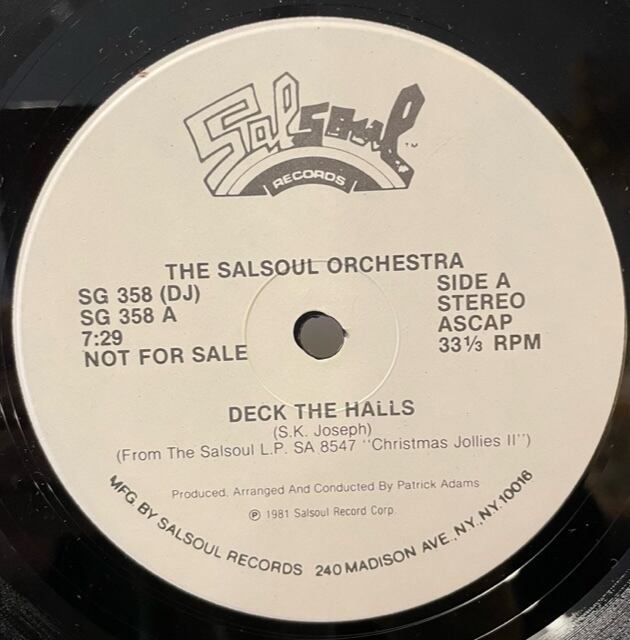 Salsoul
RECORDS
THE SALSOUL ORCHESTRA
SG 358 (DJ)
SG 358 A
7:29
NOT FOR SALE
SIDE A
STEREO
ASCAP
33⅓ RPM
DECK THE HALLS
(S.K. Joseph)
(From The Salsoul L.P. SA 8547 "Christmas Jollies II")
Produced, Arranged And Conducted By Patrick Adams
℗ 1981 Salsoul Record Corp.
MFG. BY SALSOUL RECORDS 240 MADISON AVE., NY., NY. 10016